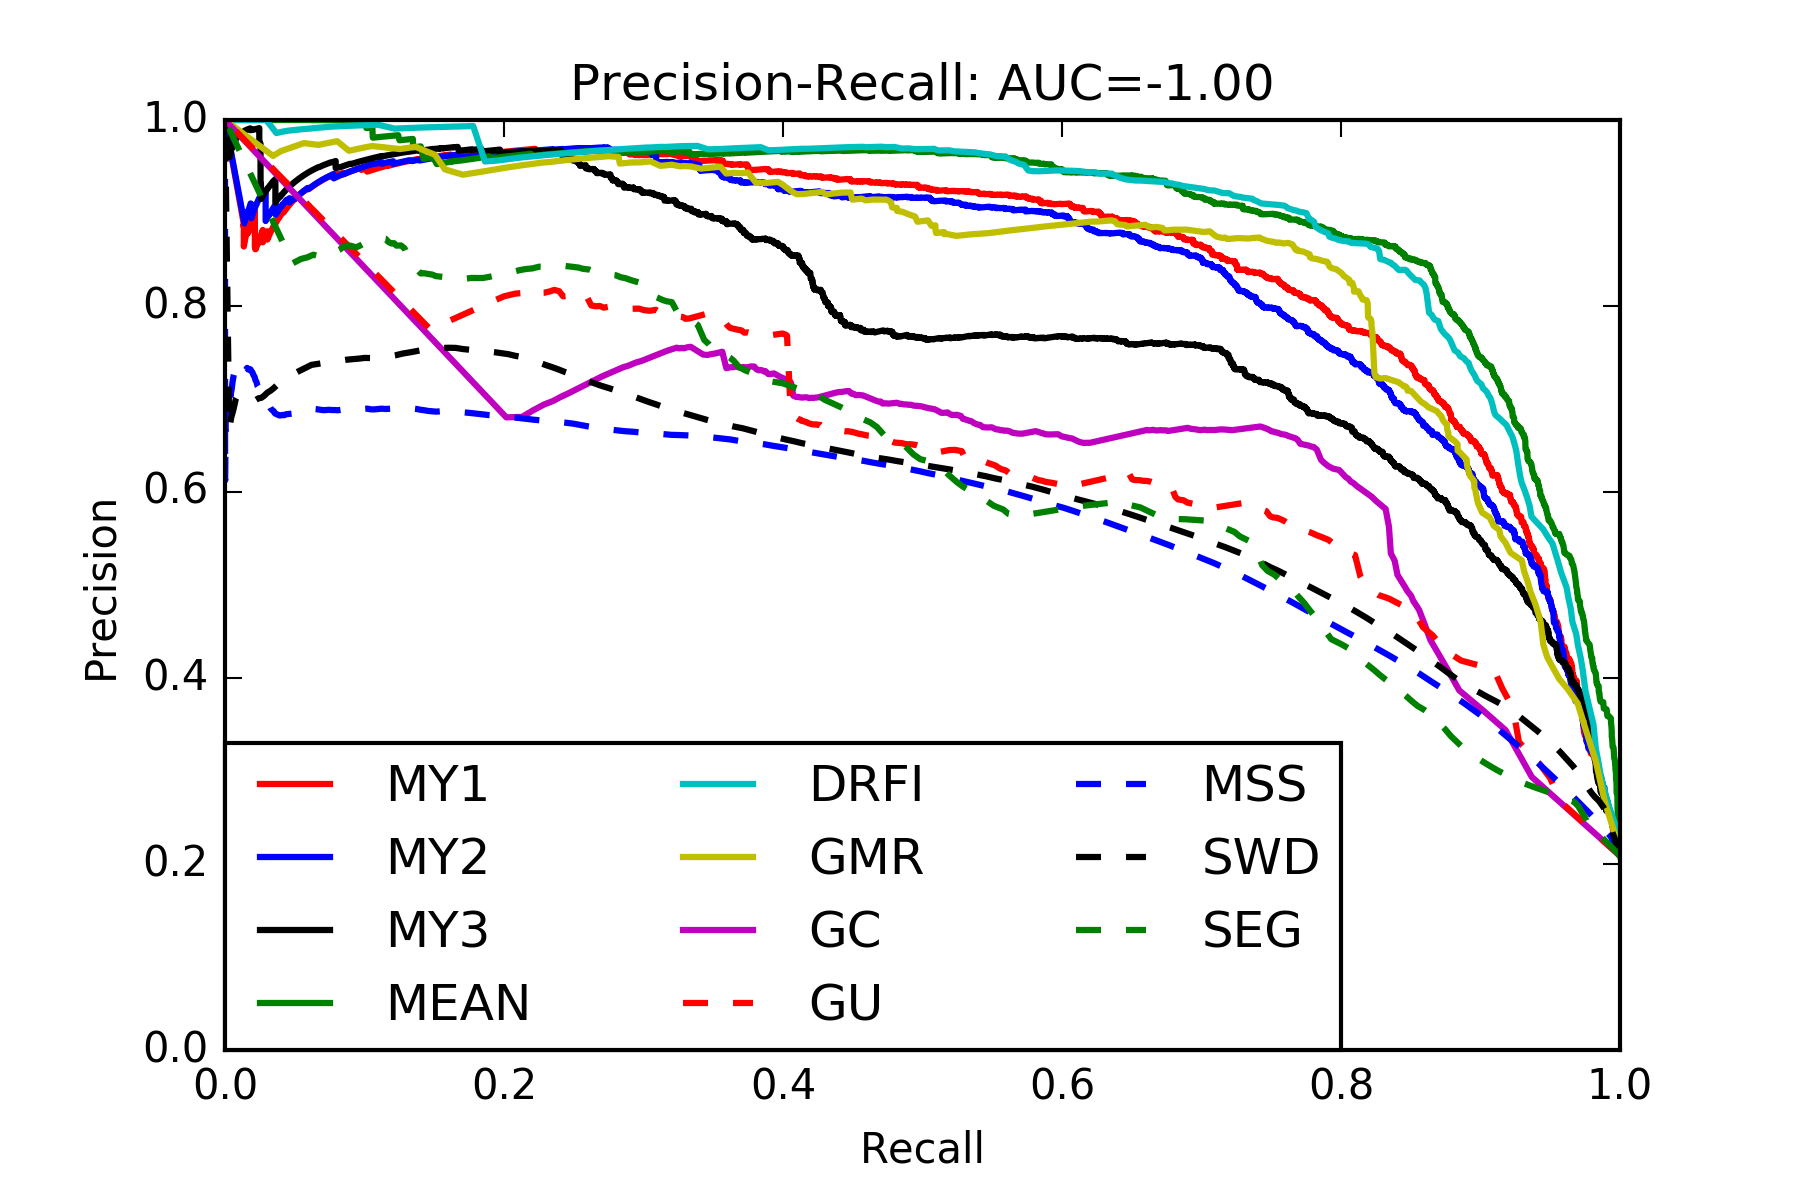 Precision-Recall: AUC=-1.00
1.0
0.8
0.6
0.4
0.2
0.0
Precision
MY1 DRFI MSS
MY2 GMR SWD
MY3 GC SEG
MEAN GU
0.0 0.2 0.4 0.6 0.8 1.0
Recall